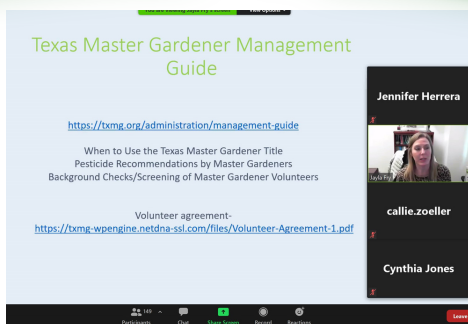 Texas Master Gardener Management
Guide
https://txmg.org/administration/management-guide
When to Use the Texas Master Gardener Title
Pesticide Recommendations by Master Gardeners
Background Checks/Screening of Master Gardener Volunteers
Volunteer agreement-
https://txmg-wpengine.netdna-ssl.com/files/Volunteer-Agreement-1.pdf
Jennifer Herrera
Jayla Fry
callie.zoeller
Cynthia Jones
149
Participants
Chat
Share Screen
Record
Reactions
Leave